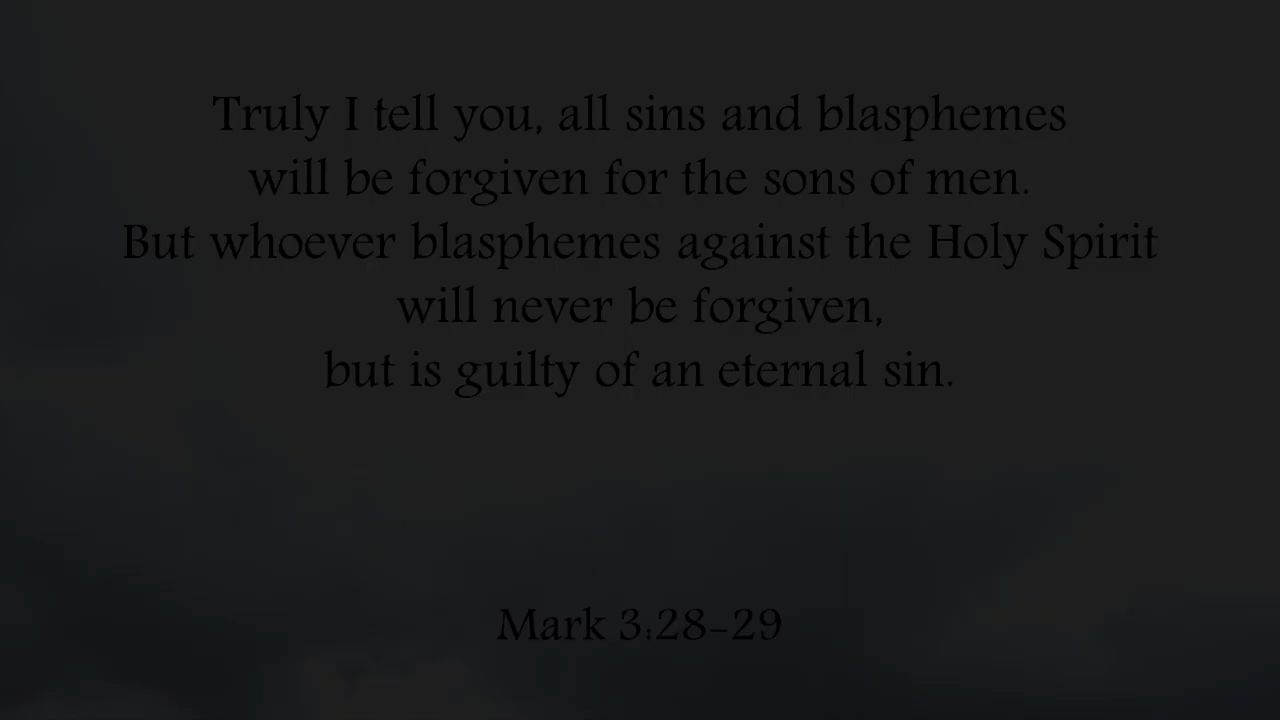 Truly I tell you, all sins and blasphemes
will be forgiven for the sons of men.
But whoever blasphemes against the Holy Spirit
will never be forgiven,
but is guilty of an eternal sin.
Mark 3:28-29